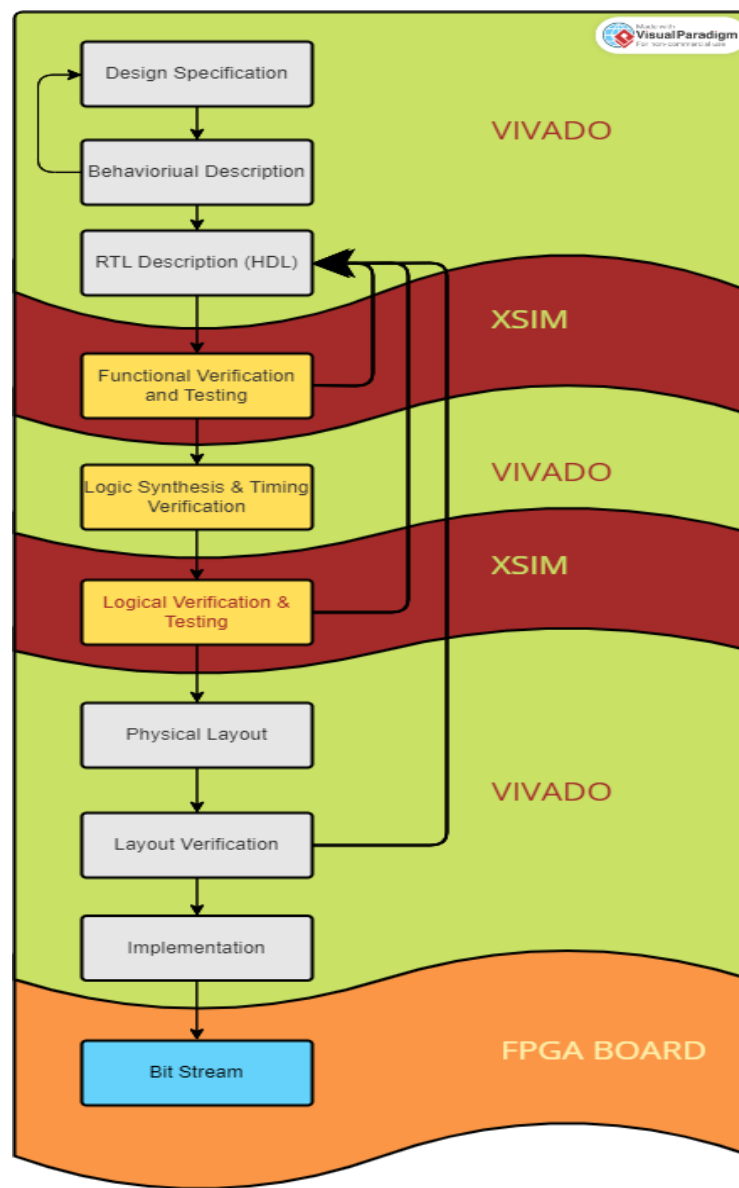 Made with
Visual Paradigm
For non-commercial use
Design Specification
VIVADO
Behavioriual Description
RTL Description (HDL)
XSIM
Functional Verification
and Testing
Logic Synthesis & Timing
Verification
VIVADO
XSIM
Logical Verification &
Testing
Physical Layout
VIVADO
Layout Verification
Implementation
FPGA BOARD
Bit Stream